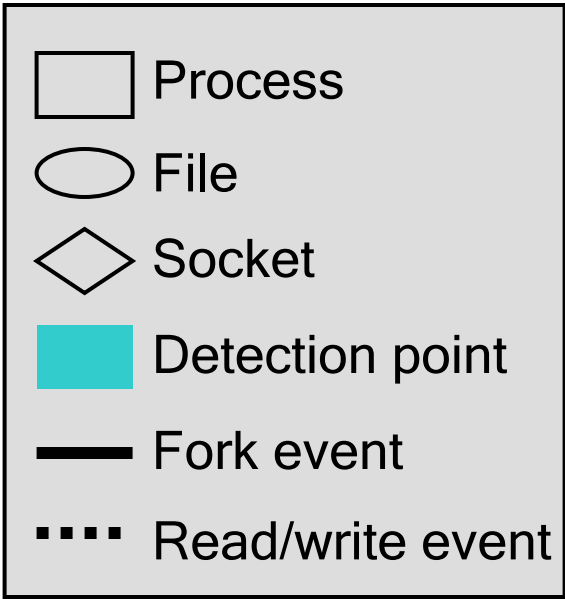 Process
File
Socket
Detection point
Fork event
Read/write event